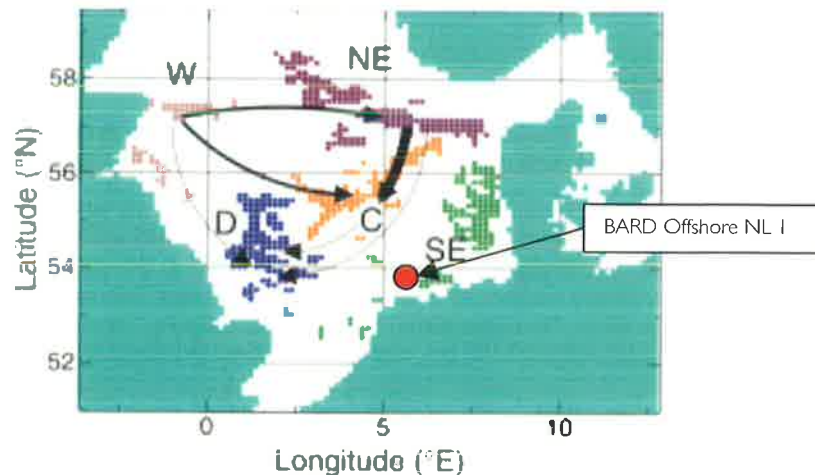 W
NE
58
56
54
52
D
C
SE
BARD Offshore NL 1
0
5
10
Latitude (°N)
Longitude (°E)